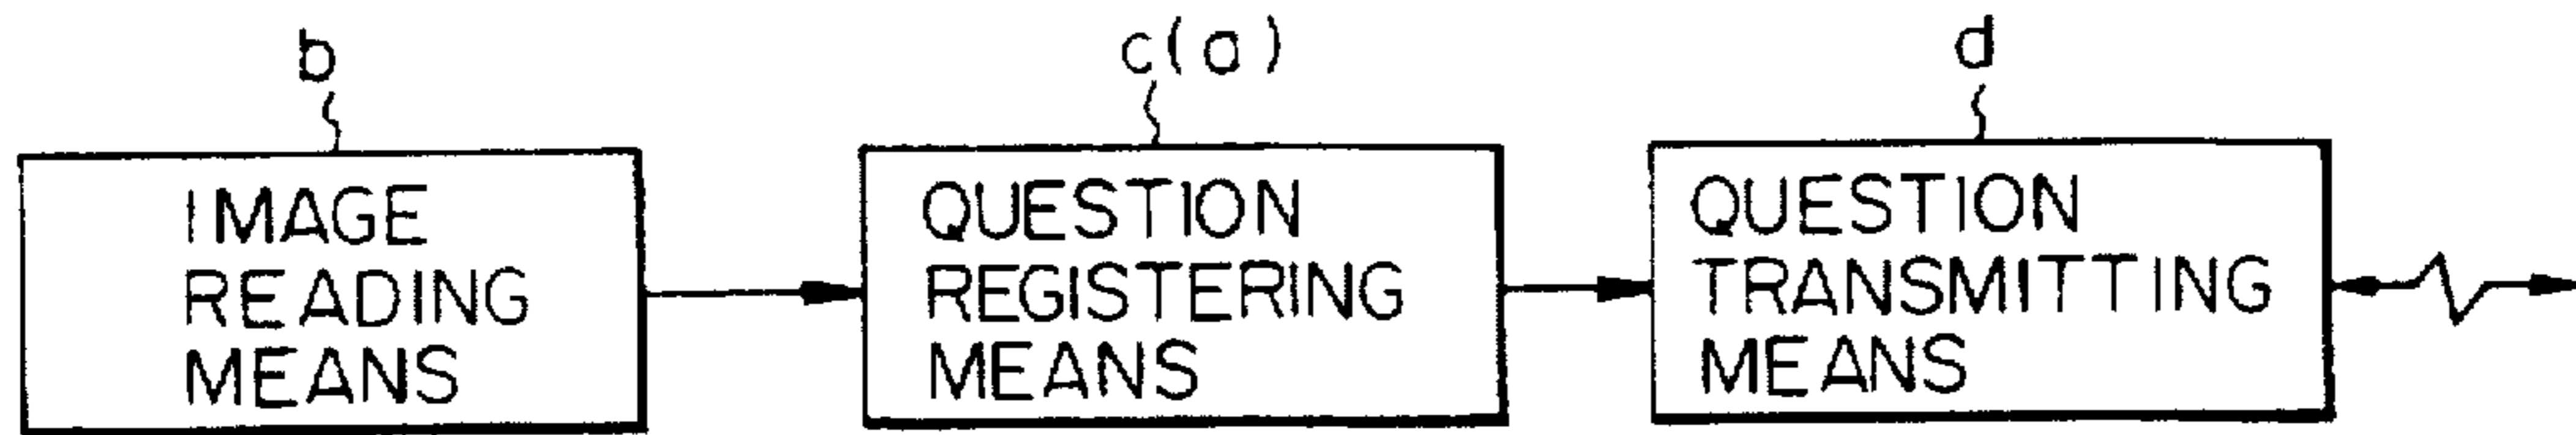 b
c(a)
d
IMAGE
READING
MEANS
QUESTION
REGISTERING
MEANS
QUESTION
TRANSMITTING
MEANS